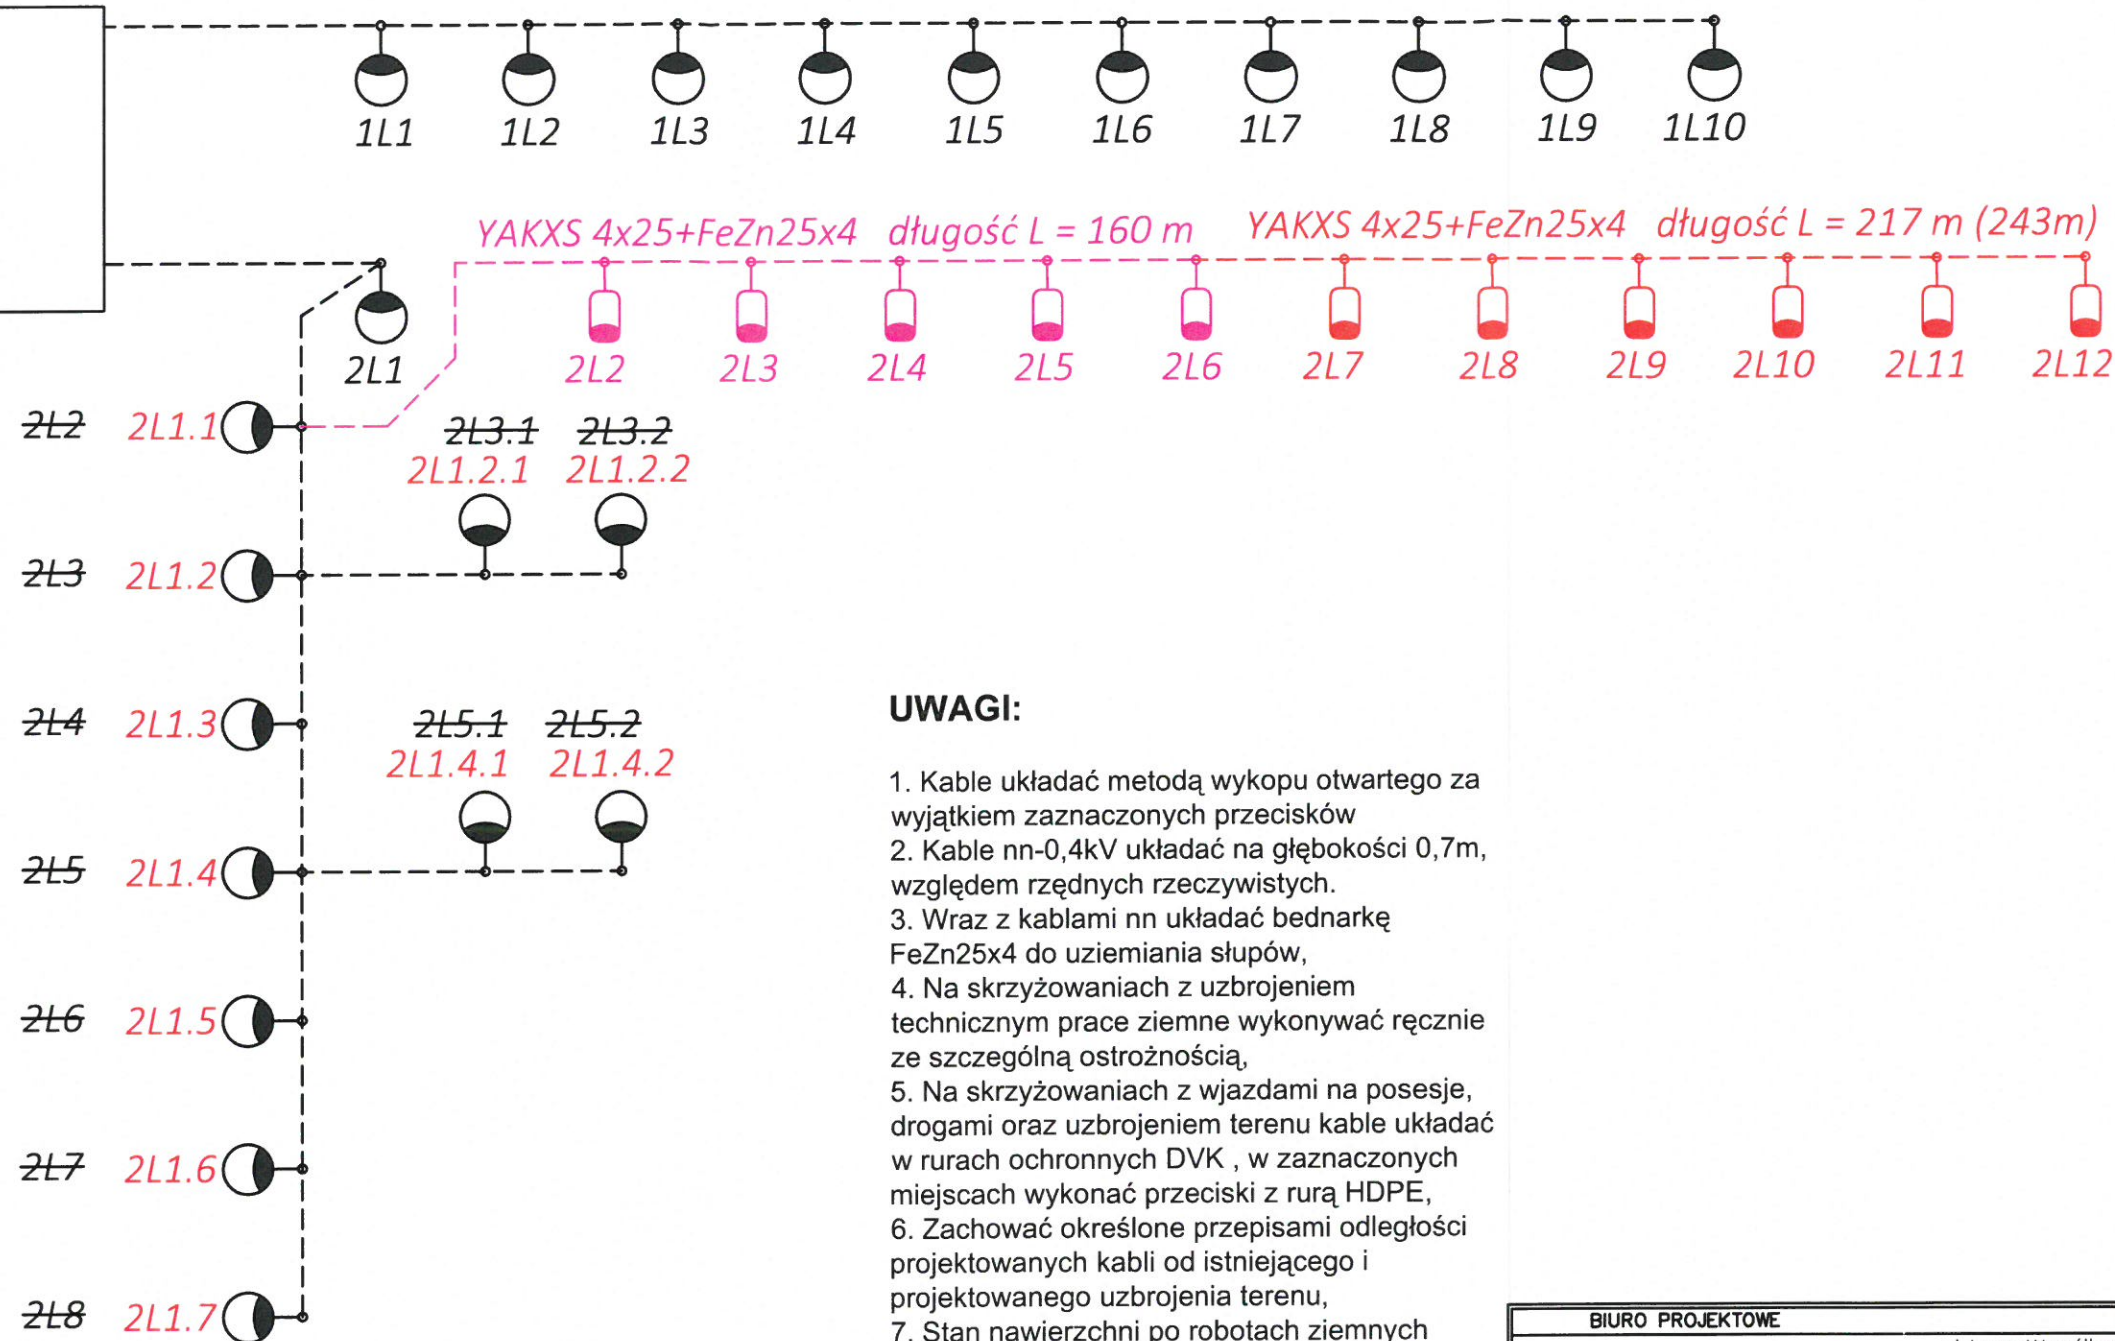 1L1 1L2 1L3 1L4 1L5 1L6 1L7 1L8 1L9 1L10
YAKXS 4x25+FeZn25x4 długość L = 160 m YAKXS 4x25+FeZn25x4 długość L = 217 m (243m)
2L1 2L2 2L3 2L4 2L5 2L6 2L7 2L8 2L9 2L10 2L11 2L12
2L2 2L1.1
2L3.1 2L3.2
2L1.2.1 2L1.2.2
2L3 2L1.2
2L4 2L1.3
2L5.1 2L5.2
2L1.4.1 2L1.4.2
2L5 2L1.4
2L6 2L1.5
2L7 2L1.6
2L8 2L1.7
UWAGI:
1. Kable układać metodą wykopu otwartego za
wyjątkiem zaznaczonych przecisków
2. Kable nn-0,4kV układać na głębokości 0,7m,
względem rzędnych rzeczywistych.
3. Wraz z kablami nn układać bednarkę
FeZn25x4 do uziemiania słupów,
4. Na skrzyżowaniach z uzbrojeniem
technicznym prace ziemne wykonywać ręcznie
ze szczególną ostrożnością,
5. Na skrzyżowaniach z wjazdami na posesje,
drogami oraz uzbrojeniem terenu kable układać
w rurach ochronnych DVK , w zaznaczonych
miejscach wykonać przeciski z rurą HDPE,
6. Zachować określone przepisami odległości
projektowanych kabli od istniejącego i
projektowanego uzbrojenia terenu,
7. Stan nawierzchni po robotach ziemnych
BIURO PROJEKTOWE